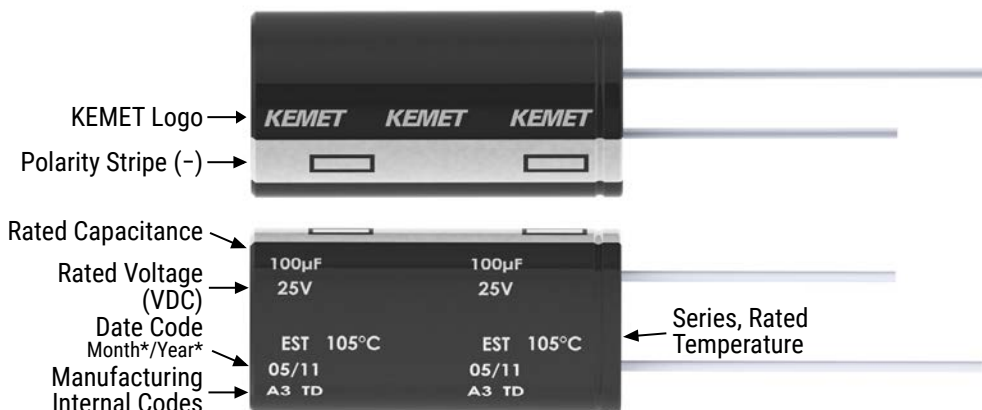 KEMET Logo
KEMET KEMET KEMET
Polarity Stripe (−)
Rated Capacitance
100µF 100µF
Rated Voltage
(VDC)
25V 25V
Date Code
Month*/Year*
EST 105°C EST 105°C
Series, Rated
Temperature
05/11 05/11
Manufacturing
Internal Codes
A3 TD A3 TD